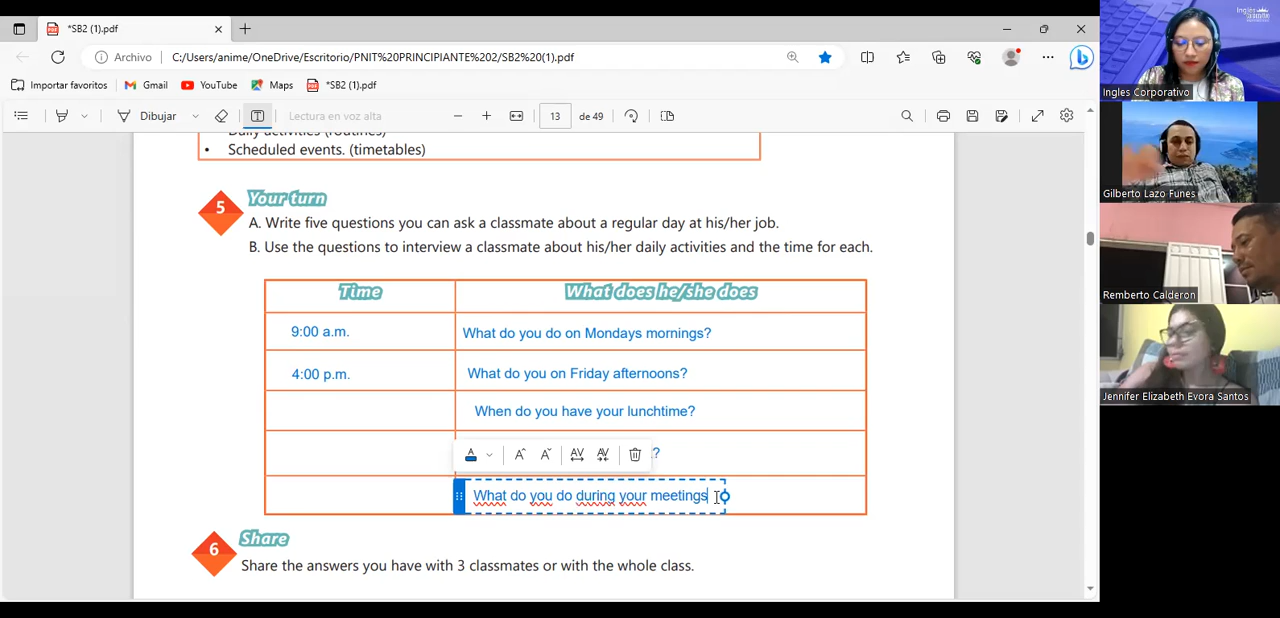 *SB2 (1).pdf
Archivo
C:/Users/anime/OneDrive/Escritorio/PNIT%20PRINCIPIANTE%202/SB2%20(1).pdf
Importar favoritos
Gmail
YouTube
Maps
*SB2 (1).pdf
Dibujar
Lectura en voz alta
13
de 49
Daily activities (routines)
• Scheduled events. (timetables)
5
Your turn
A. Write five questions you can ask a classmate about a regular day at his/her job.
B. Use the questions to interview a classmate about his/her daily activities and the time for each.
Time
What does he/she does
9:00 a.m.
What do you do on Mondays mornings?
4:00 p.m.
What do you on Friday afternoons?
When do you have your lunchtime?
?
What do you do during your meetings
6
Share
Share the answers you have with 3 classmates or with the whole class.
Ingles Corporativo
Gilberto Lazo Funes
Remberto Calderon
Jennifer Elizabeth Evora Santos